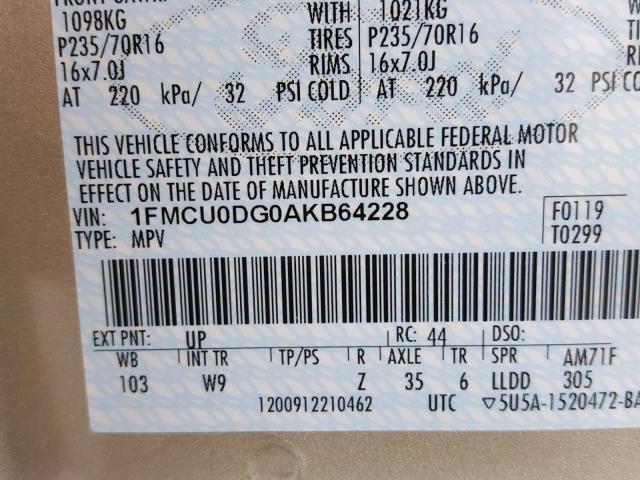 1098KG WITH 1021KG
P235/70R16 TIRES P235/70R16
16x7.0J RIMS 16x7.0J
AT 220 kPa/ 32 PSI COLD AT 220 kPa/ 32 PSI
THIS VEHICLE CONFORMS TO ALL APPLICABLE FEDERAL MOTOR
VEHICLE SAFETY AND THEFT PREVENTION STANDARDS IN
EFFECT ON THE DATE OF MANUFACTURE SHOWN ABOVE.
VIN: 1FMCU0DG0AKB64228 F0119
TYPE: MPV T0299
EXT PNT: UP RC: 44 DSO:
WB INT TR TP/PS R AXLE TR SPR AM71F
103 W9 Z 35 6 LLDD 305
1200912210462 UTC ▽5U5A-1520472-BA